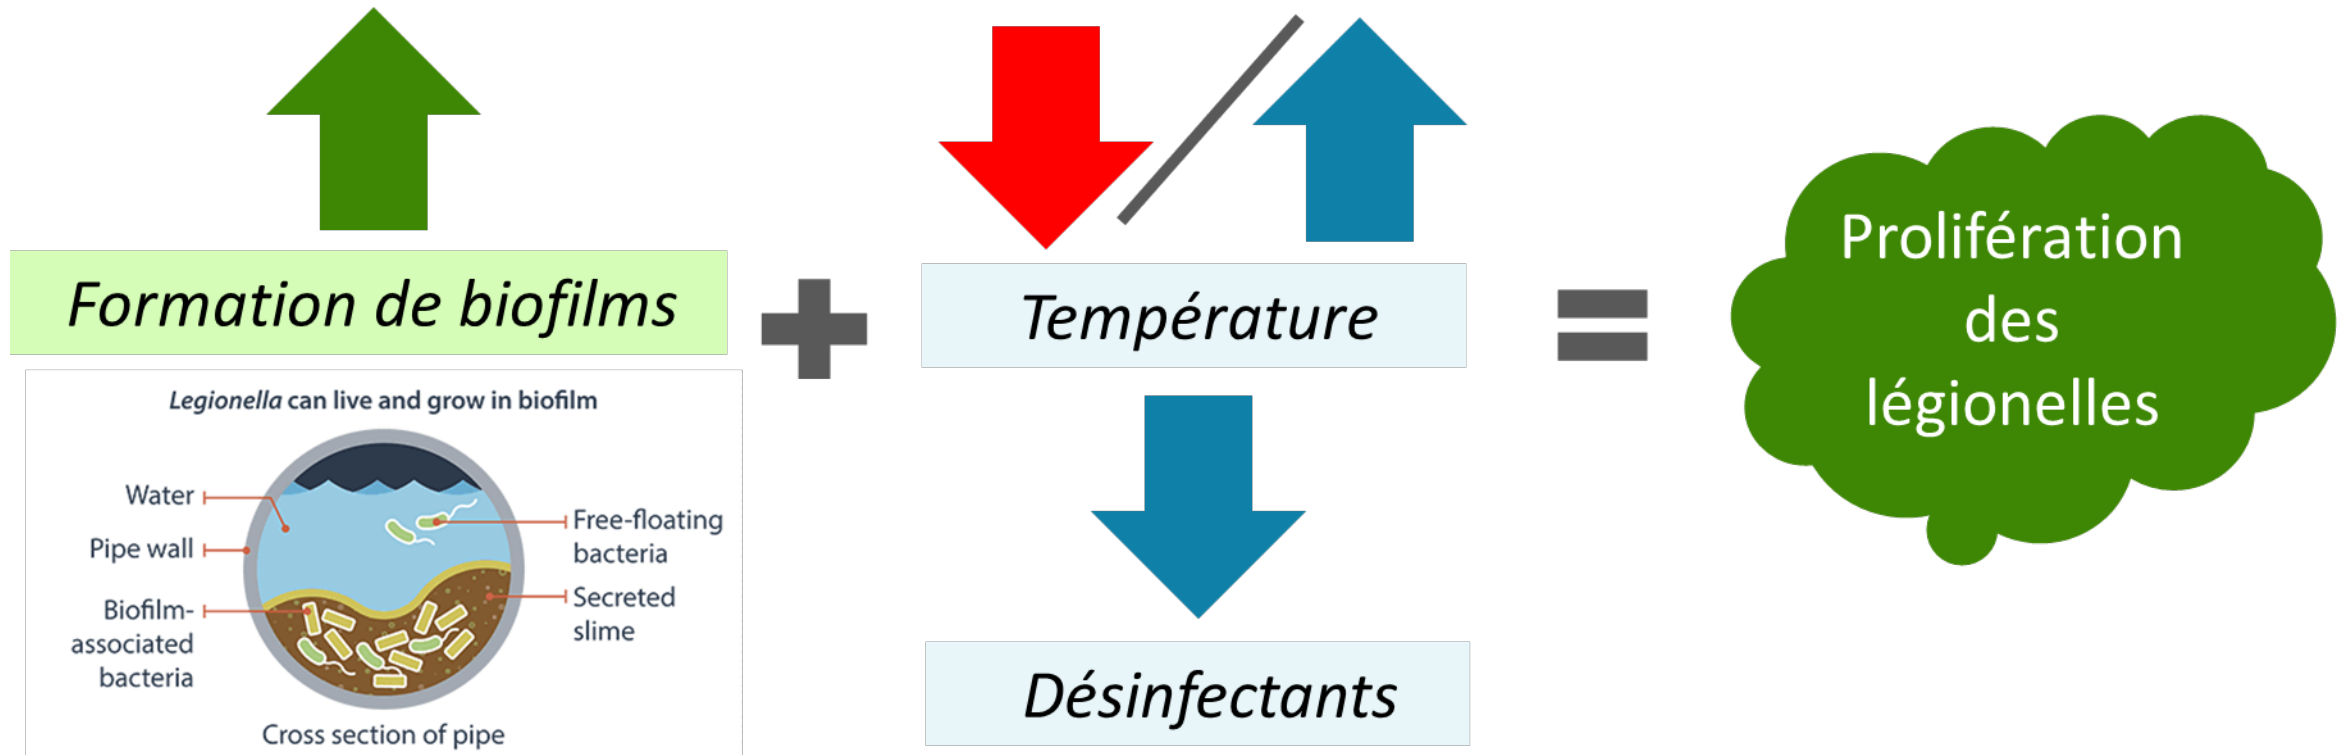 Formation de biofilms
Température
Désinfectants
Prolifération
des
légionelles
Legionella can live and grow in biofilm
Water
Pipe wall
Biofilm-
associated
bacteria
Free-floating
bacteria
Secreted
slime
Cross section of pipe